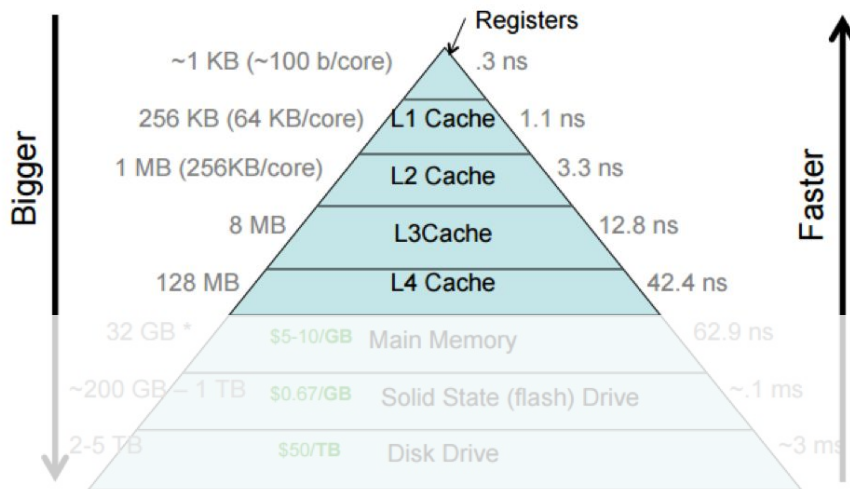 Registers
~1 KB (~100 b/core) .3 ns
256 KB (64 KB/core) L1 Cache 1.1 ns
1 MB (256KB/core) L2 Cache 3.3 ns
8 MB L3Cache 12.8 ns
128 MB L4 Cache 42.4 ns
32 GB * $5-10/GB Main Memory 62.9 ns
~200 GB – 1 TB $0.67/GB Solid State (flash) Drive ~.1 ms
2-5 TB $50/TB Disk Drive ~3 ms
Bigger
Faster